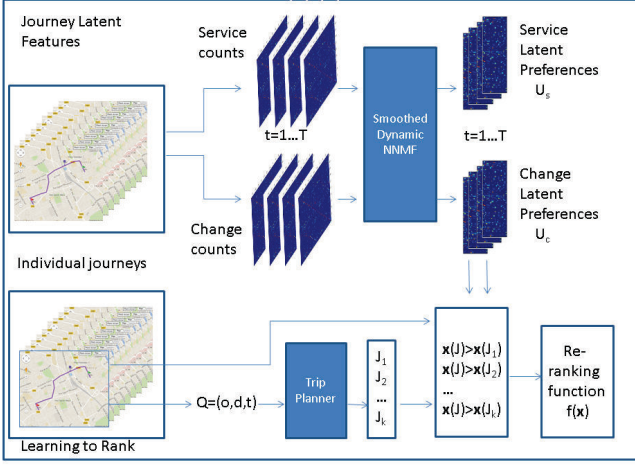 Journey Latent
Features
Service
counts
t=1...T
Change
counts
Smoothed
Dynamic
NNMF
Service
Latent
Preferences
Us
t=1...T
Change
Latent
Preferences
Uc
Individual journeys
Q=(o,d,t)
Trip
Planner
J1
J2
...
Jk
x(J)>x(J1)
x(J)>x(J2)
...
x(J)>x(Jk)
Re-
ranking
function
f(x)
Learning to Rank